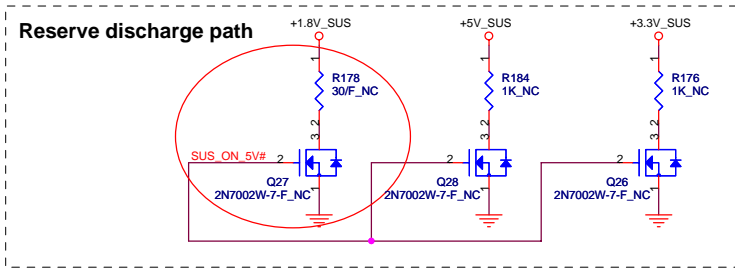 Reserve discharge path
+1.8V_SUS
+5V_SUS
+3.3V_SUS
1
1
1
R178
30/F_NC
R184
1K_NC
R176
1K_NC
2
2
2
3
3
3
SUS_ON_5V#
2
2
2
Q27
2N7002W-7-F_NC
Q28
2N7002W-7-F_NC
Q26
2N7002W-7-F_NC
1
1
1